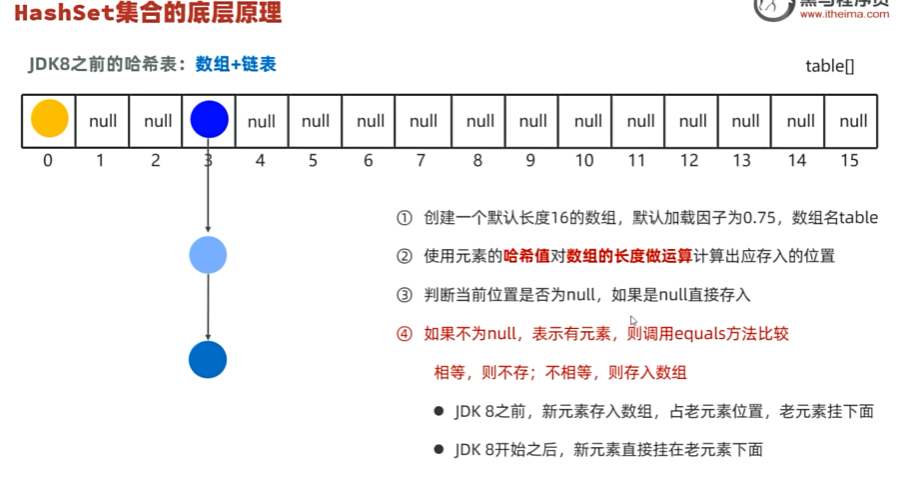 HashSet集合的底层原理
黑马程序员
www.itheima.com
JDK8之前的哈希表：数组+链表
table[]
null null null null null null null null null null null null null null
0 1 2 3 4 5 6 7 8 9 10 11 12 13 14 15
① 创建一个默认长度16的数组，默认加载因子为0.75，数组名table
② 使用元素的哈希值对数组的长度做运算计算出应存入的位置
③ 判断当前位置是否为null，如果是null直接存入
④ 如果不为null，表示有元素，则调用equals方法比较
相等，则不存；不相等，则存入数组
● JDK 8之前，新元素存入数组，占老元素位置，老元素挂下面
● JDK 8开始之后，新元素直接挂在老元素下面